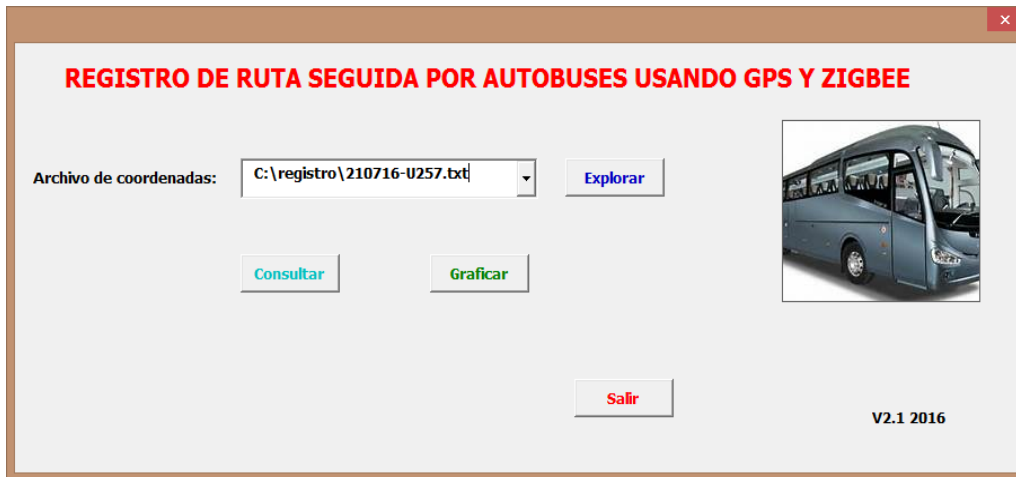 REGISTRO DE RUTA SEGUIDA POR AUTOBUSES USANDO GPS Y ZIGBEE
Archivo de coordenadas: C:\registro\210716-U257.txt Explorar
Consultar Graficar
Salir
V2.1 2016